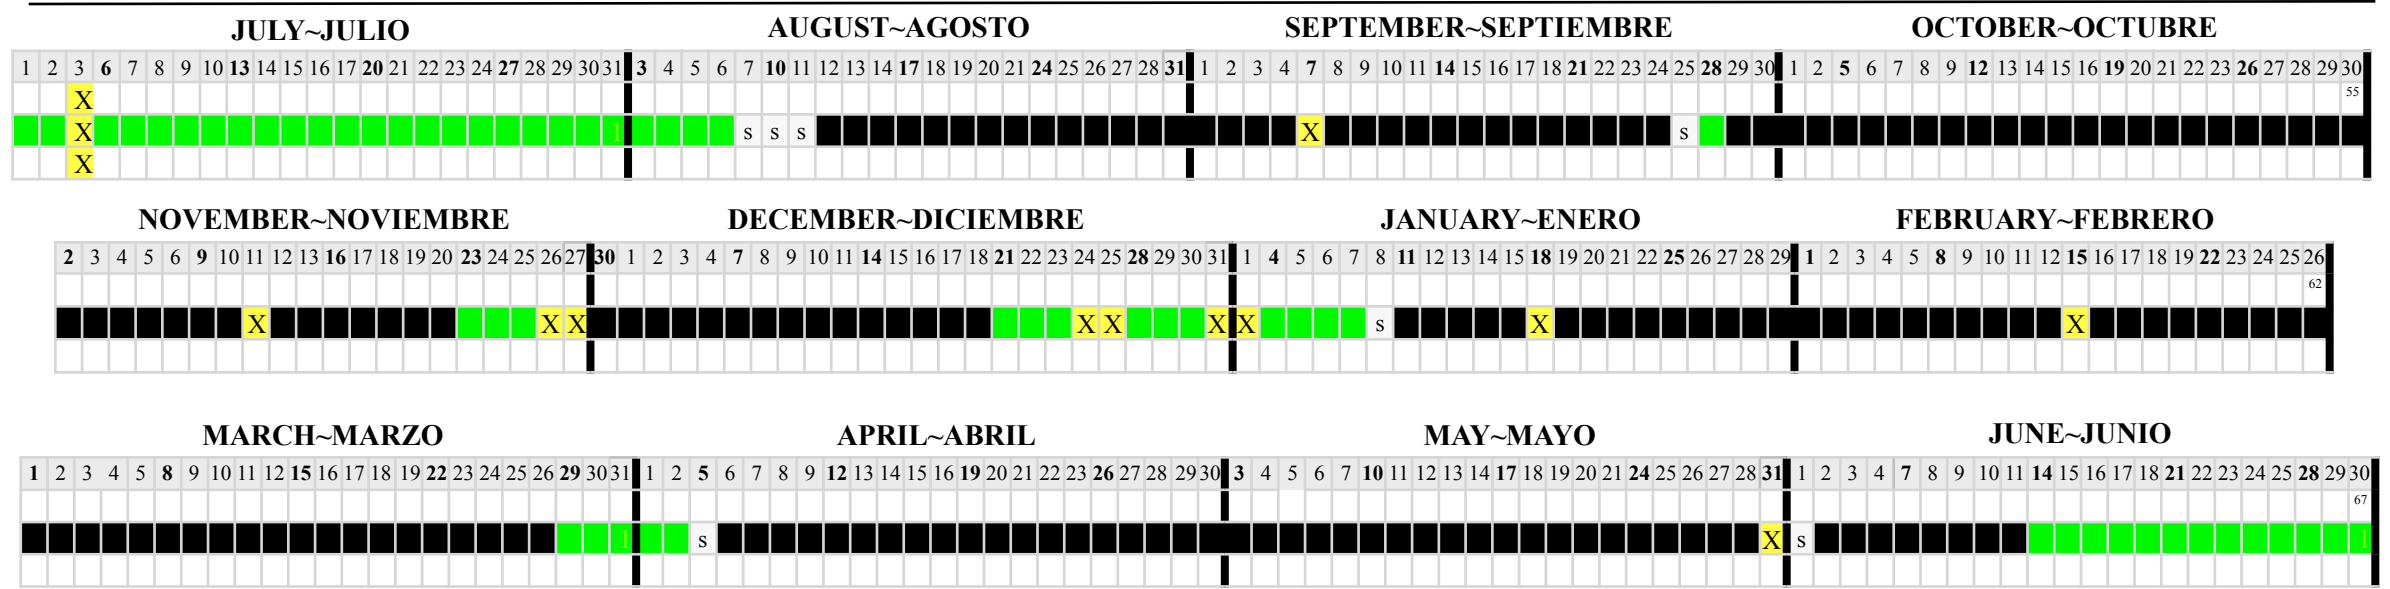 JULY~JULIO AUGUST~AGOSTO SEPTEMBER~SEPTIEMBRE OCTOBER~OCTUBRE
1 2 3 6 7 8 9 10 13 14 15 16 17 20 21 22 23 24 27 28 29 30 31 3 4 5 6 7 10 11 12 13 14 17 18 19 20 21 24 25 26 27 28 31 1 2 3 4 7 8 9 10 11 14 15 16 17 18 21 22 23 24 25 28 29 30 1 2 5 6 7 8 9 12 13 14 15 16 19 20 21 22 23 26 27 28 29 30
X 55
X 1 s s s X s
X
NOVEMBER~NOVIEMBRE DECEMBER~DICIEMBRE JANUARY~ENERO FEBRUARY~FEBRERO
2 3 4 5 6 9 10 11 12 13 16 17 18 19 20 23 24 25 26 27 30 1 2 3 4 7 8 9 10 11 14 15 16 17 18 21 22 23 24 25 28 29 30 31 1 4 5 6 7 8 11 12 13 14 15 18 19 20 21 22 25 26 27 28 29 1 2 3 4 5 8 9 10 11 12 15 16 17 18 19 22 23 24 25 26
62
X X X X X X X s X X
MARCH~MARZO APRIL~ABRIL MAY~MAYO JUNE~JUNIO
1 2 3 4 5 8 9 10 11 12 15 16 17 18 19 22 23 24 25 26 29 30 31 1 2 5 6 7 8 9 12 13 14 15 16 19 20 21 22 23 26 27 28 29 30 3 4 5 6 7 10 11 12 13 14 17 18 19 20 21 24 25 26 27 28 31 1 2 3 4 7 8 9 10 11 14 15 16 17 18 21 22 23 24 25 28 29 30
67
1 s X s 1